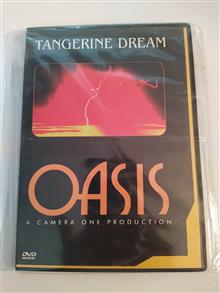 TANGERINE DREAM
OASIS
A CAMERA ONE PRODUCTION
DVD